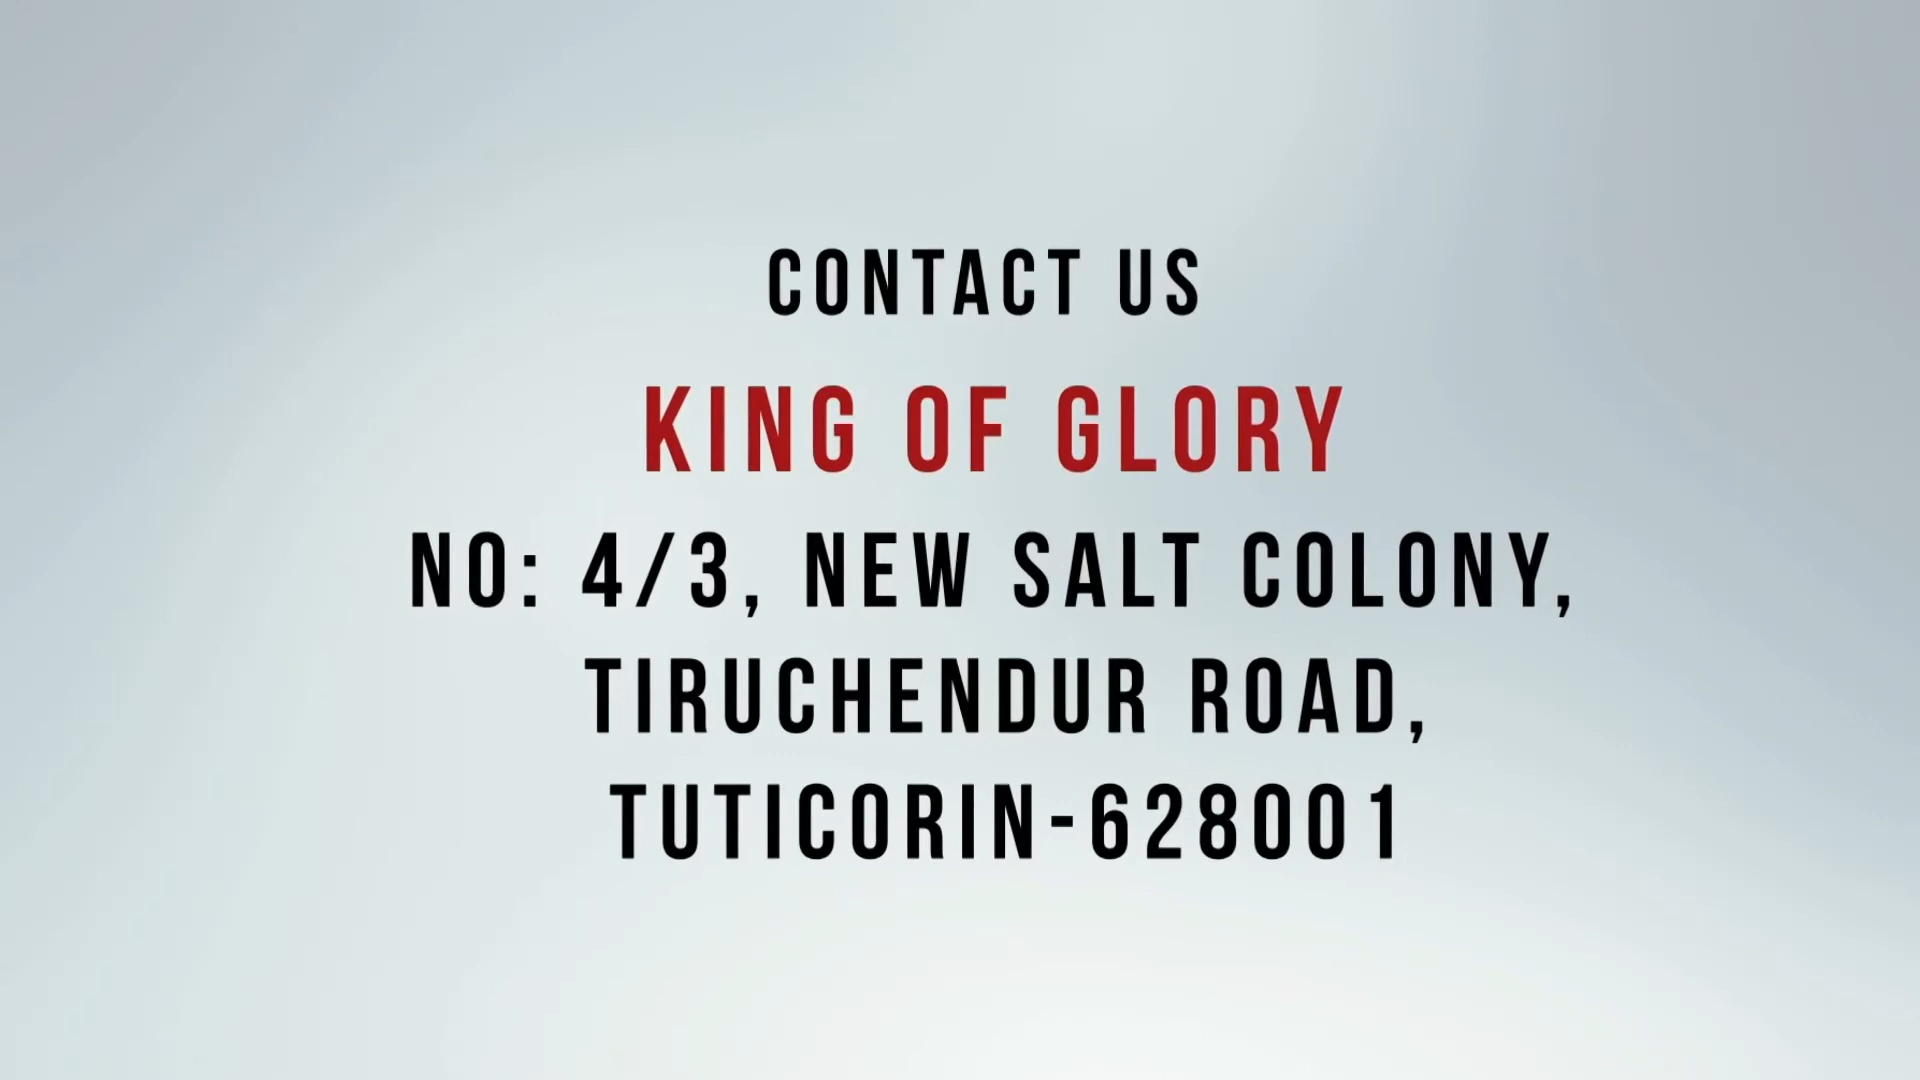 CONTACT US
KING OF GLORY
NO: 4/3, NEW SALT COLONY,
TIRUCHENDUR ROAD,
TUTICORIN-628001